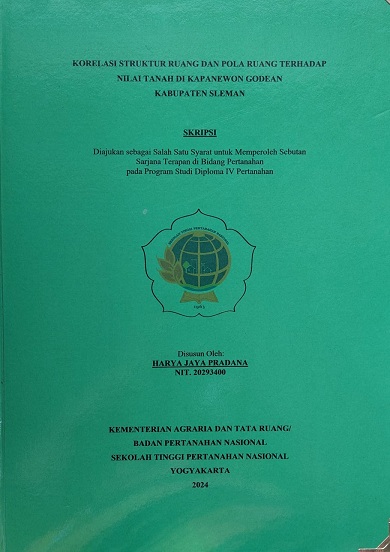 KORELASI STRUKTUR RUANG DAN POLA RUANG TERHADAP
NILAI TANAH DI KAPANEWON GODEAN
KABUPATEN SLEMAN
SKRIPSI
Diajukan sebagai Salah Satu Syarat untuk Memperoleh Sebutan
Sarjana Terapan di Bidang Pertanahan
pada Program Studi Diploma IV Pertanahan
Disusun Oleh:
HARYA JAYA PRADANA
NIT. 20293400
KEMENTERIAN AGRARIA DAN TATA RUANG/
BADAN PERTANAHAN NASIONAL
SEKOLAH TINGGI PERTANAHAN NASIONAL
YOGYAKARTA
2024